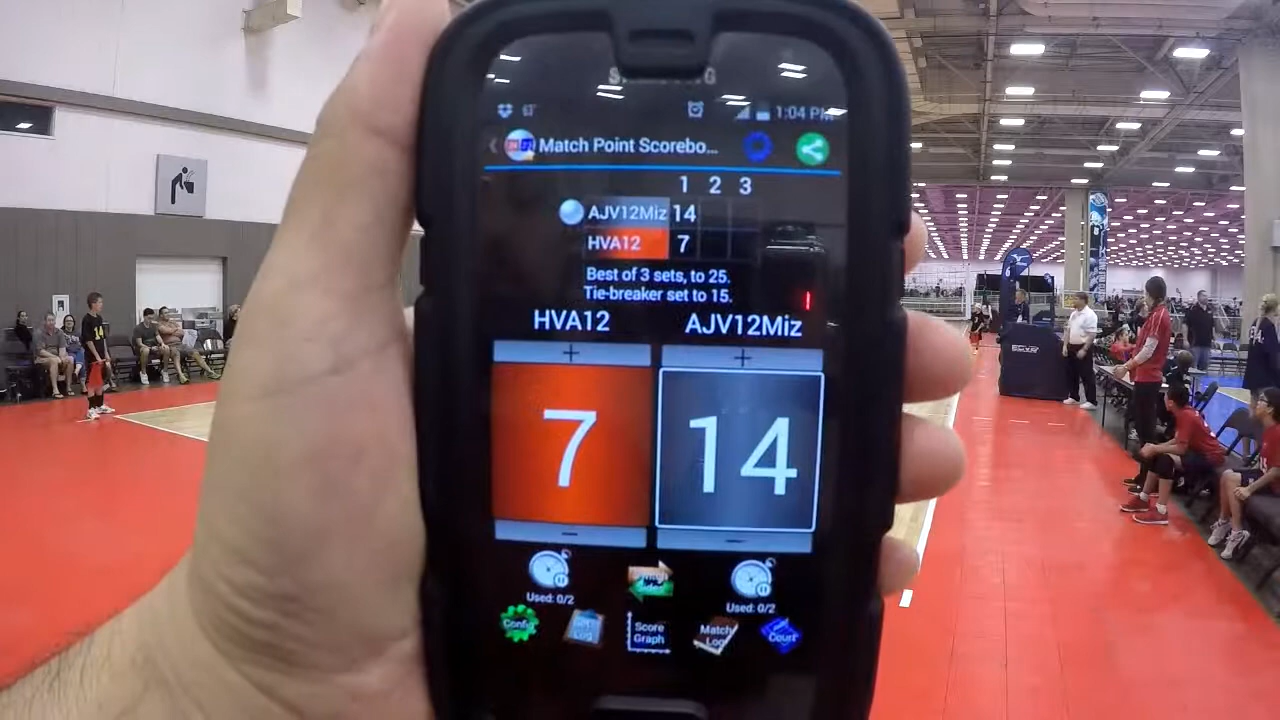 SAMSUNG
1:04 PM
Match Point Scorebo...
1 2 3
AJV12Miz 14
HVA12 7
Best of 3 sets, to 25.
Tie-breaker set to 15.
HVA12 AJV12Miz
+ +
7 14
− −
Used: 0/2 Used: 0/2
Config Log Score Graph Match Log Court